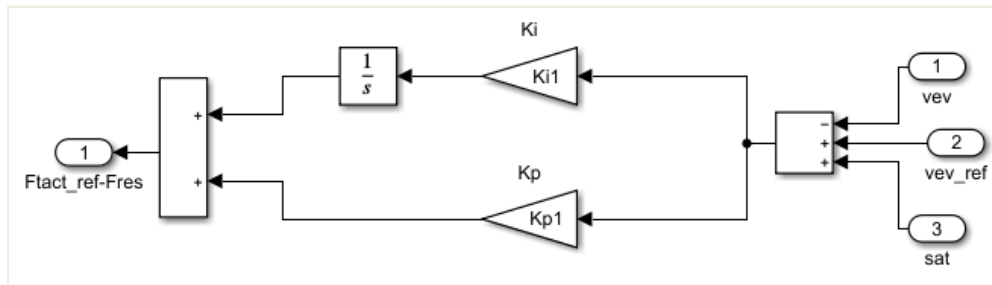 Ki
1
s
Ki1
1
vev
-
+
+
2
vev_ref
+
+
1
Ftact_ref-Fres
Kp
Kp1
3
sat